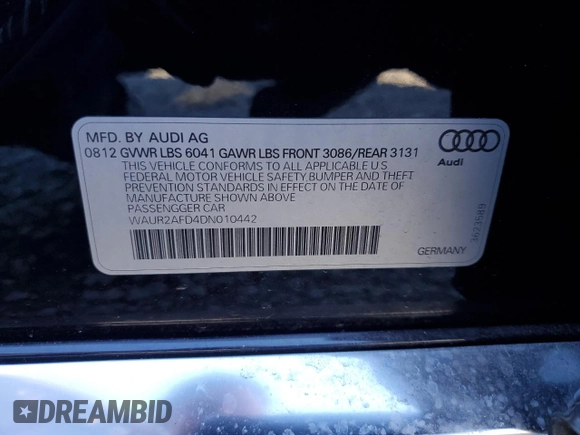 MFD. BY AUDI AG
0812 GVWR LBS 6041 GAWR LBS FRONT 3086/REAR 3131
THIS VEHICLE CONFORMS TO ALL APPLICABLE U S
FEDERAL MOTOR VEHICLE SAFETY BUMPER AND THEFT
PREVENTION STANDARDS IN EFFECT ON THE DATE
OF MANUFACTURE SHOWN ABOVE
PASSENGGER CAR
WAUR2AFD4DN010442
Audi
3623589
GERMANY
DREAMBID